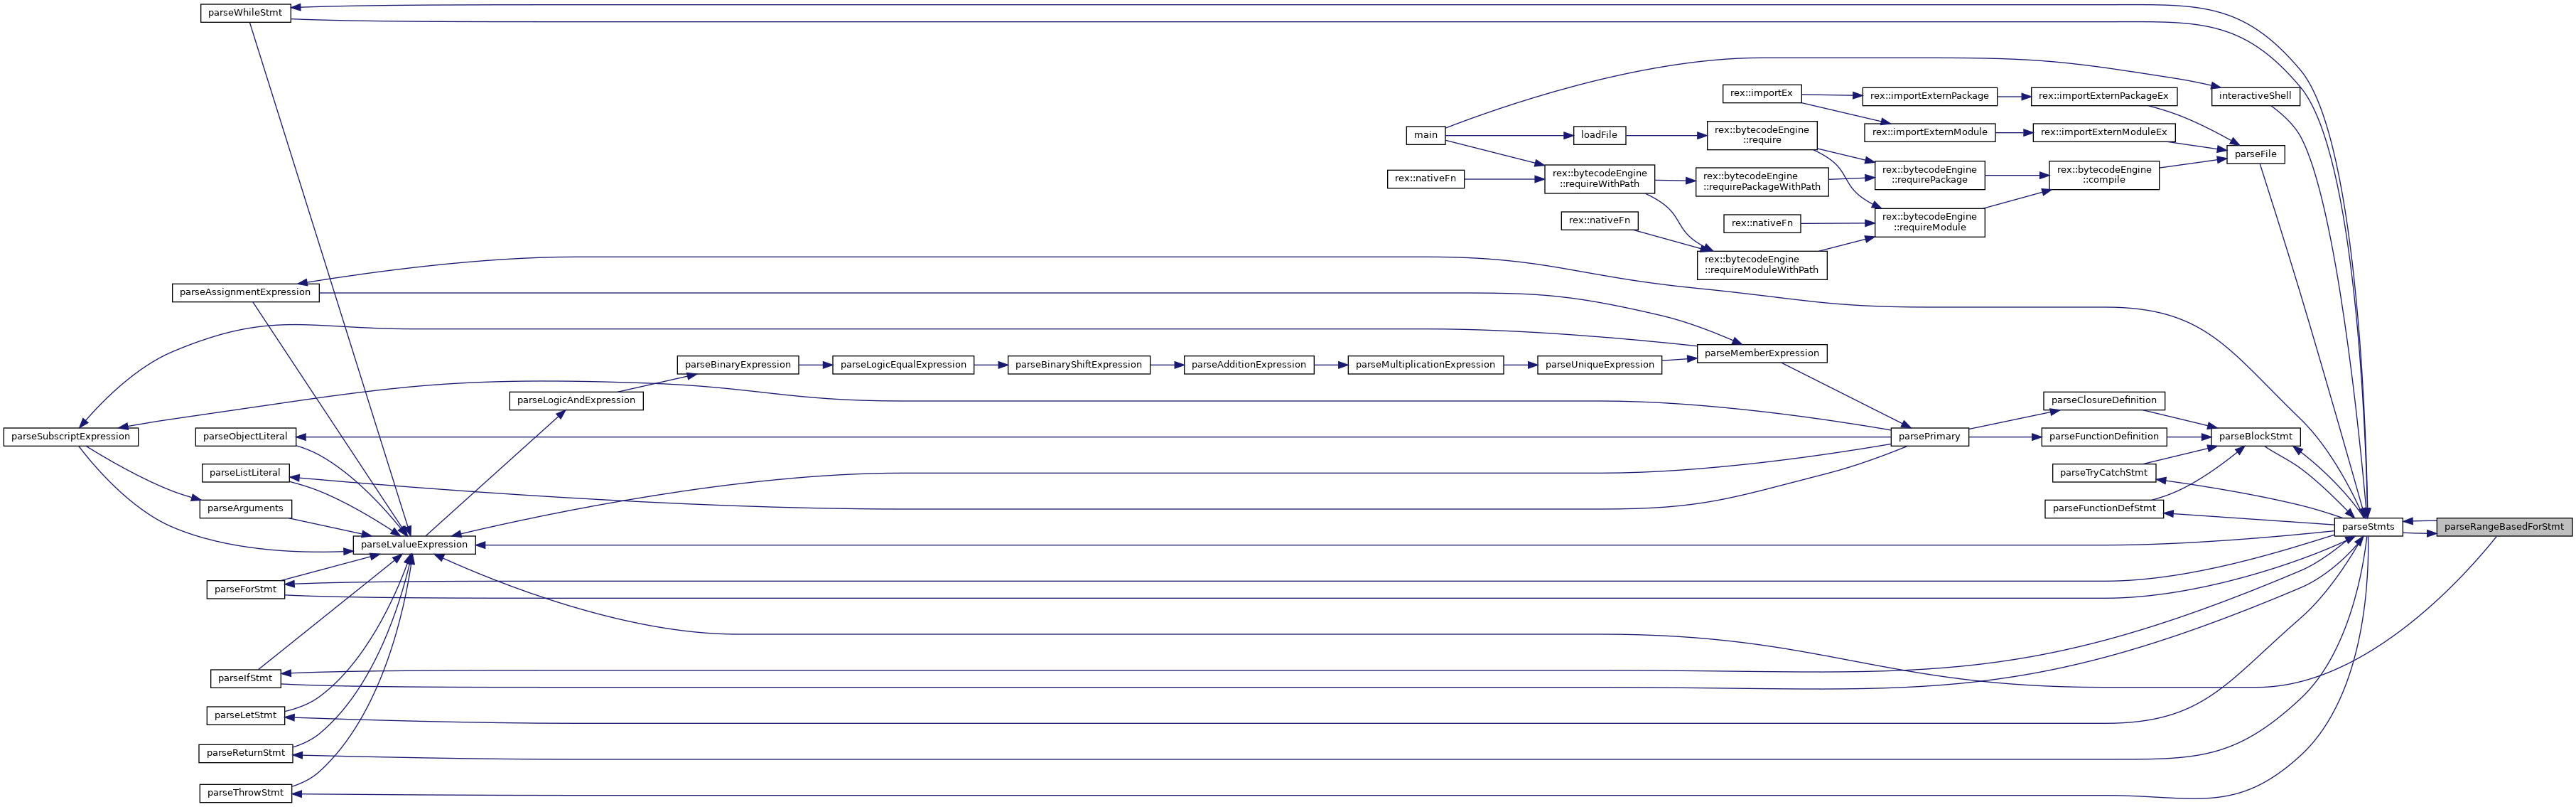 parseWhileStmt
rex::importEx
rex::importExternPackage
rex::importExternPackageEx
interactiveShell
main
loadFile
rex::bytecodeEngine
::require
rex::importExternModule
rex::importExternModuleEx
parseFile
rex::nativeFn
rex::bytecodeEngine
::requireWithPath
rex::bytecodeEngine
::requirePackageWithPath
rex::bytecodeEngine
::requirePackage
rex::bytecodeEngine
::compile
rex::nativeFn
rex::nativeFn
rex::bytecodeEngine
::requireModule
rex::bytecodeEngine
::requireModuleWithPath
parseAssignmentExpression
parseMemberExpression
parseBinaryExpression
parseLogicEqualExpression
parseBinaryShiftExpression
parseAdditionExpression
parseMultiplicationExpression
parseUniqueExpression
parseLogicAndExpression
parseClosureDefinition
parseSubscriptExpression
parseObjectLiteral
parsePrimary
parseFunctionDefinition
parseBlockStmt
parseListLiteral
parseTryCatchStmt
parseArguments
parseFunctionDefStmt
parseStmts
parseRangeBasedForStmt
parseLvalueExpression
parseForStmt
parseIfStmt
parseLetStmt
parseReturnStmt
parseThrowStmt